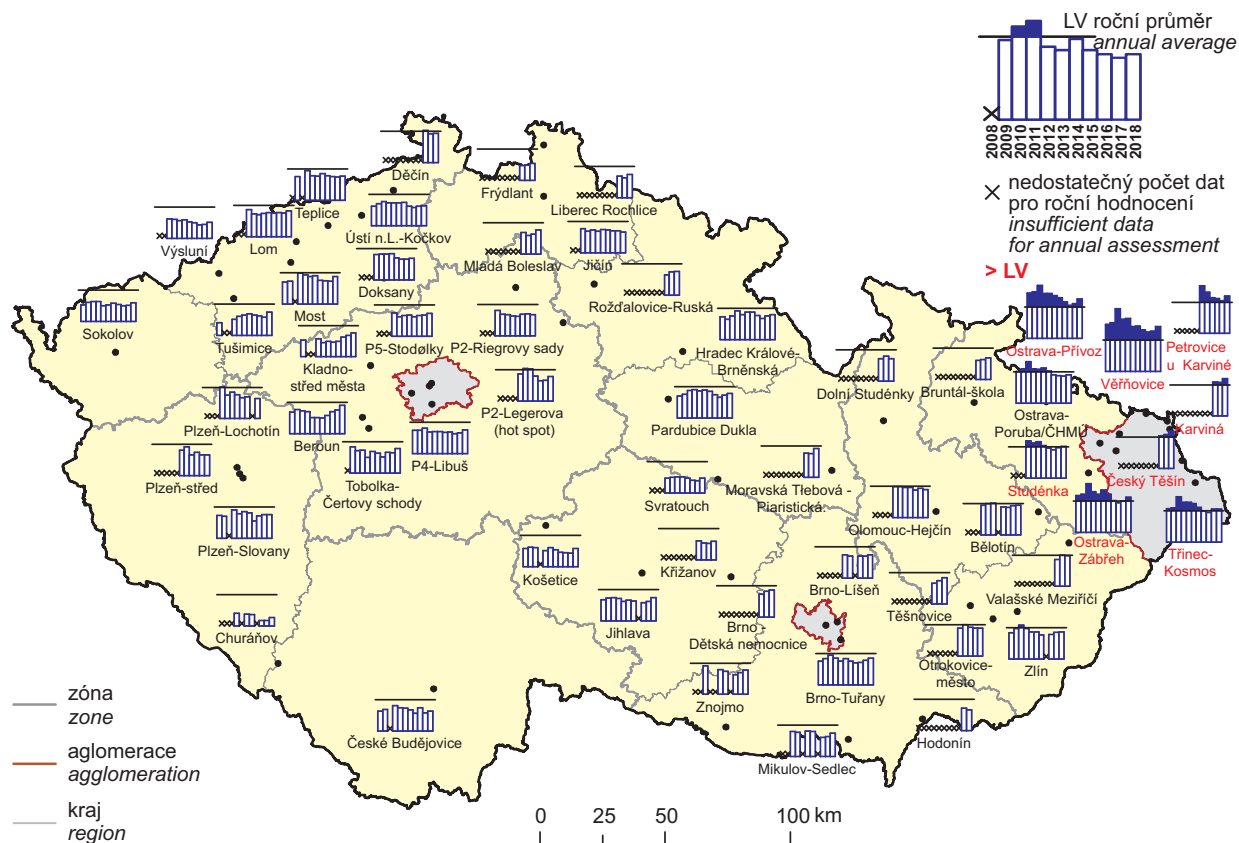 LV roční průměr
annual average
2008
2009
2010
2011
2012
2013
2014
2015
2016
2017
2018
nedostatečný počet dat
pro roční hodnocení
insufficient data
for annual assessment
> LV
Děčín
Frýdlant
Liberec Rochlice
Teplice
Výsluní
Lom
Ústí n.L.-Kočkov
Mladá Boleslav
Jičín
Doksany
Rožďalovice-Ruská
Sokolov
Most
Tušimice
P5-Stodůlky
P2-Riegrovy sady
Hradec Králové-
Brněnská
Kladno-
střed města
Ostrava-Přívoz
Petrovice
u Karviné
Věřňovice
Dolní Studénky
Bruntál-škola
Ostrava-
Poruba/ČHMÚ
Karviná
P2-Legerova
(hot spot)
Plzeň-Lochotín
Beroun
Pardubice Dukla
P4-Libuš
Plzeň-střed
Tobolka-
Čertovy schody
Svratouch
Moravská Třebová -
Piaristická.
Studénka
Český Těšín
Olomouc-Hejčín
Bělotín
Ostrava-
Zábřeh
Třinec-
Kosmos
Plzeň-Slovany
Košetice
Křižanov
Brno-Líšeň
Těšnovice
Valašské Meziříčí
Churáňov
Jihlava
Brno -
Dětská nemocnice
Otrokovice-
město
Zlín
Znojmo
Brno-Tuřany
České Budějovice
Mikulov-Sedlec
Hodonín
zóna
zone
aglomerace
agglomeration
kraj
region
0 25 50 100 km